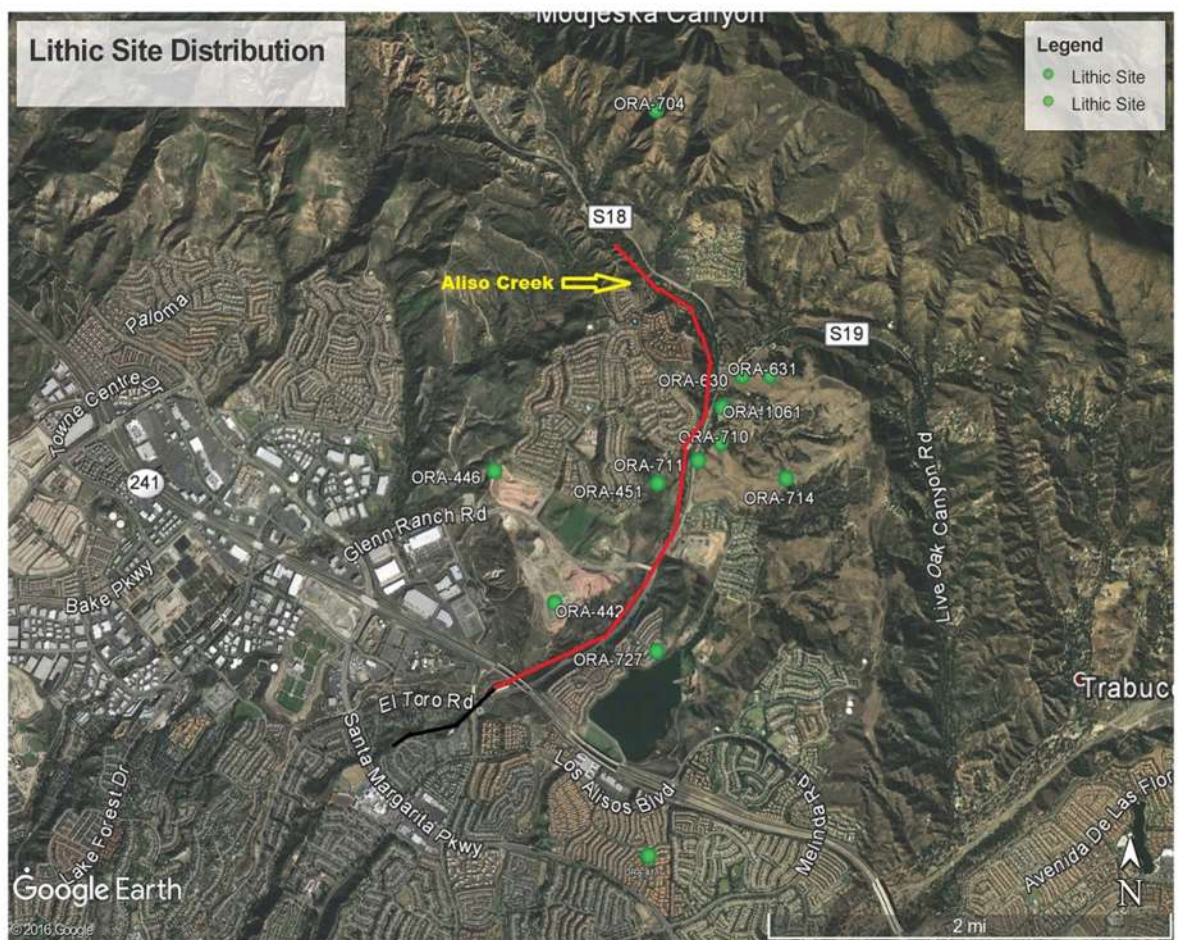 Modjeska Canyon
Lithic Site Distribution
Legend
Lithic Site
Lithic Site
ORA-704
S18
Aliso Creek
Paloma
S19
Towne Centre Dr
ORA-630
ORA-631
ORA-1061
ORA-710
ORA-711
ORA-446
ORA-451
ORA-714
241
Glenn Ranch Rd
Live Oak Canyon Rd
Bake Pkwy
ORA-442
ORA-727
El Toro Rd
Trabuco
Santa Margarita Pkwy
Los Alisos Blvd
Melinda Rd
Lake Forest Dr
Avenida De Las Flor
Google Earth
N
© 2016 Google
2 mi